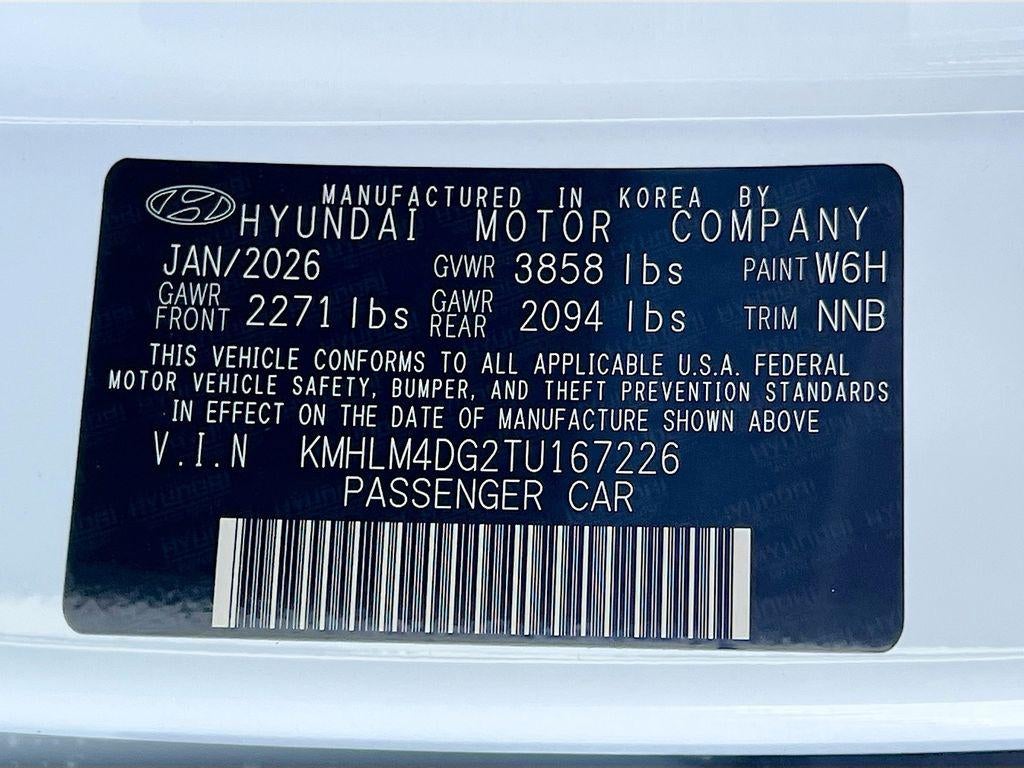 MANUFACTURED IN KOREA BY
HYUNDAI MOTOR COMPANY
JAN/2026 GVWR 3858 lbs PAINT W6H
GAWR FRONT 2271 lbs GAWR REAR 2094 lbs TRIM NNB
THIS VEHICLE CONFORMS TO ALL APPLICABLE U.S.A. FEDERAL
MOTOR VEHICLE SAFETY, BUMPER, AND THEFT PREVENTION STANDARDS
IN EFFECT ON THE DATE OF MANUFACTURE SHOWN ABOVE
V.I.N KMHLM4DG2TU167226
PASSENGER CAR